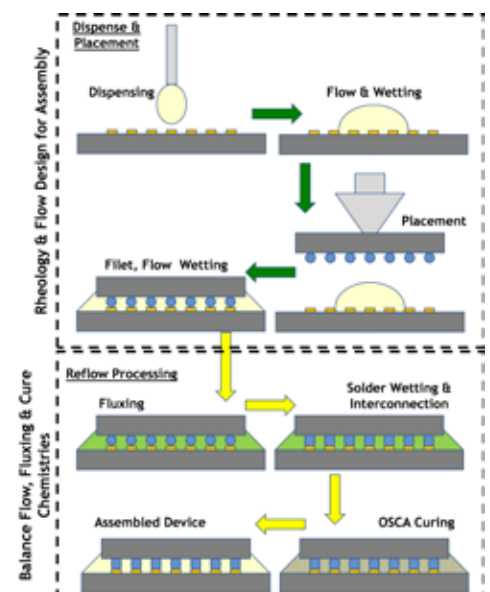 Dispense &
Placement
Dispensing
Flow & Wetting
Placement
Filet, Flow Wetting
Rheology & Flow Design for Assembly
Reflow Processing
Fluxing
Solder Wetting &
Interconnection
Assembled Device
OSCA Curing
Balance Flow, Fluxing & Cure
Chemistries